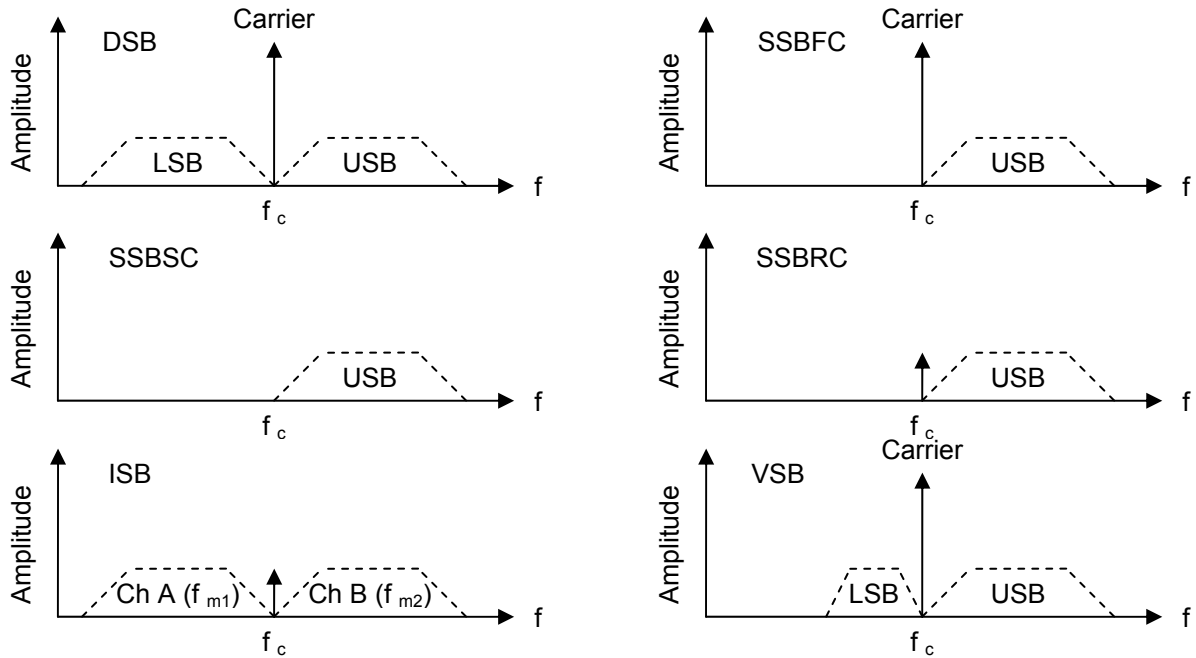 DSB
Carrier
Amplitude
LSB
USB
f
f c
SSBFC
Carrier
Amplitude
USB
f
f c
SSBSC
Amplitude
USB
f
f c
SSBRC
Amplitude
USB
f
f c
ISB
Amplitude
Ch A (f m1)
Ch B (f m2)
f
f c
VSB
Carrier
Amplitude
LSB
USB
f
f c